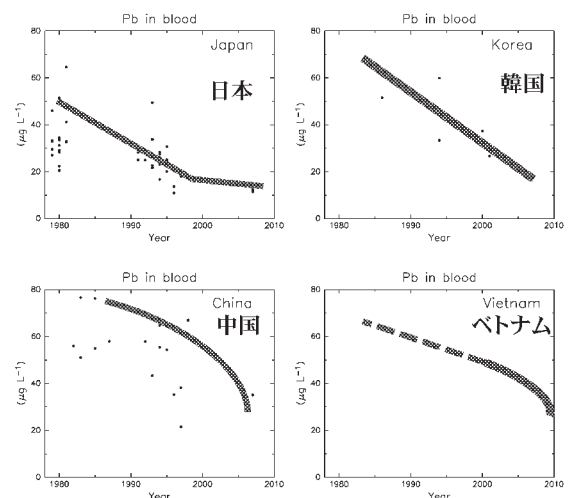 Pb in blood
Japan
日本
(μg L−1)
80
60
40
20
0
1980
1990
2000
2010
Year
Pb in blood
Korea
韓国
(μg L−1)
80
60
40
20
0
1980
1990
2000
2010
Year
Pb in blood
China
中国
(μg L−1)
80
60
40
20
0
1980
1990
2000
2010
Year
Pb in blood
Vietnam
ベトナム
(μg L−1)
80
60
40
20
0
1980
1990
2000
2010
Year